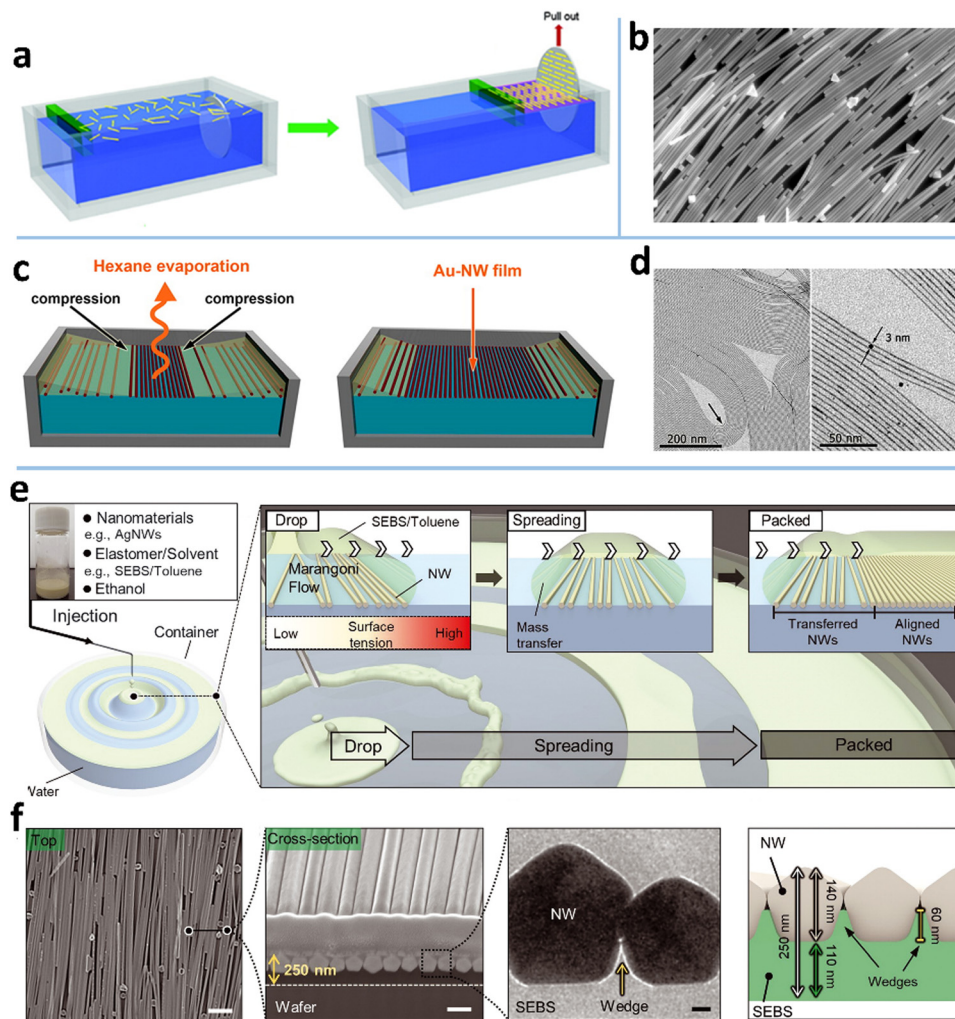 a
Pull out
b
c
Hexane evaporation
compression
compression
Au-NW film
d
3 nm
200 nm
50 nm
e
● Nanomaterials
e.g., AgNWs
● Elastomer/Solvent
e.g., SEBS/Toluene
● Ethanol
Injection
Container
Water
Drop
SEBS/Toluene
Marangoni
Flow
NW
Low
Surface
tension
High
Spreading
Mass
transfer
Packed
Transferred
NWs
Aligned
NWs
Drop
Spreading
Packed
f
Top
Cross-section
250 nm
Wafer
NW
SEBS
Wedge
NW
250 nm
140 nm
110 nm
60 nm
Wedges
SEBS